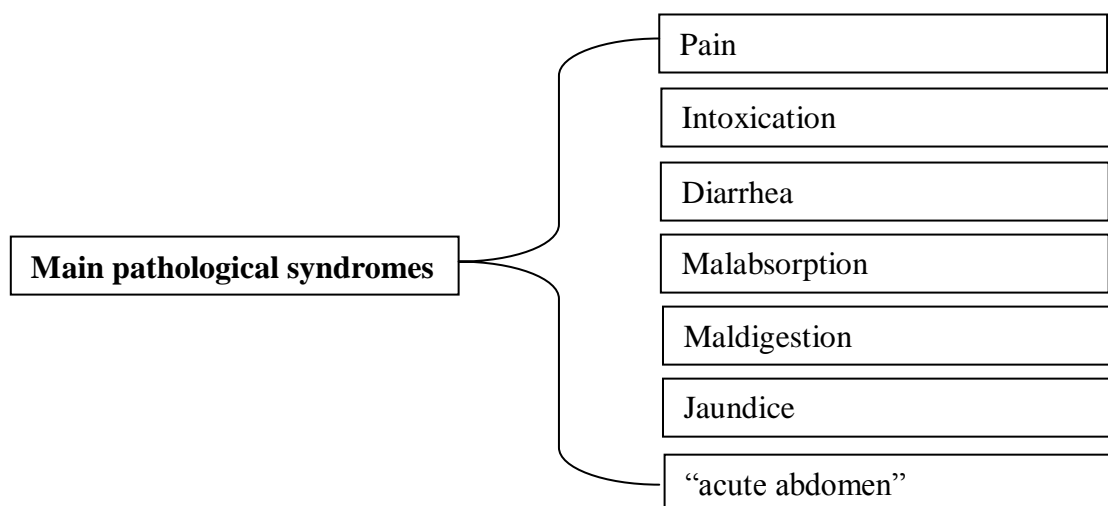 Main pathological syndromes
Pain
Intoxication
Diarrhea
Malabsorption
Maldigestion
Jaundice
“acute abdomen”